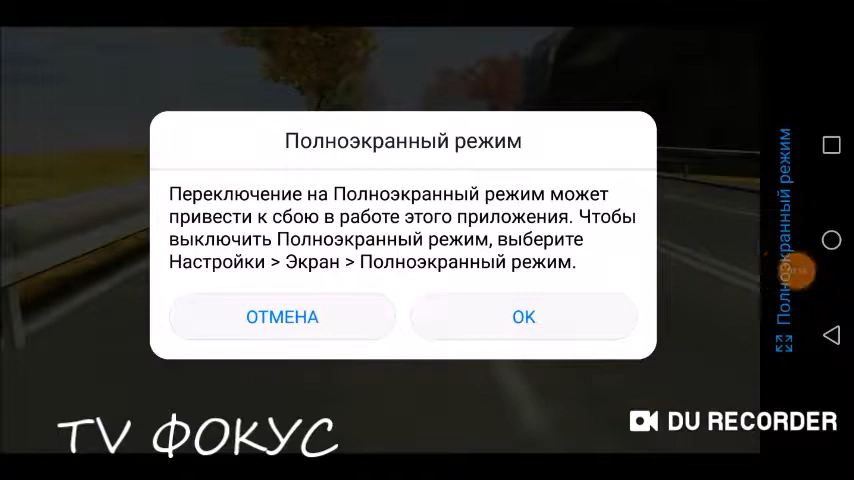 Полноэкранный режим
Переключение на Полноэкранный режим может
привести к сбою в работе этого приложения. Чтобы
выключить Полноэкранный режим, выберите
Настройки > Экран > Полноэкранный режим.
ОТМЕНА
OK
Полноэкранный режим
TV ФОКУС
DU RECORDER